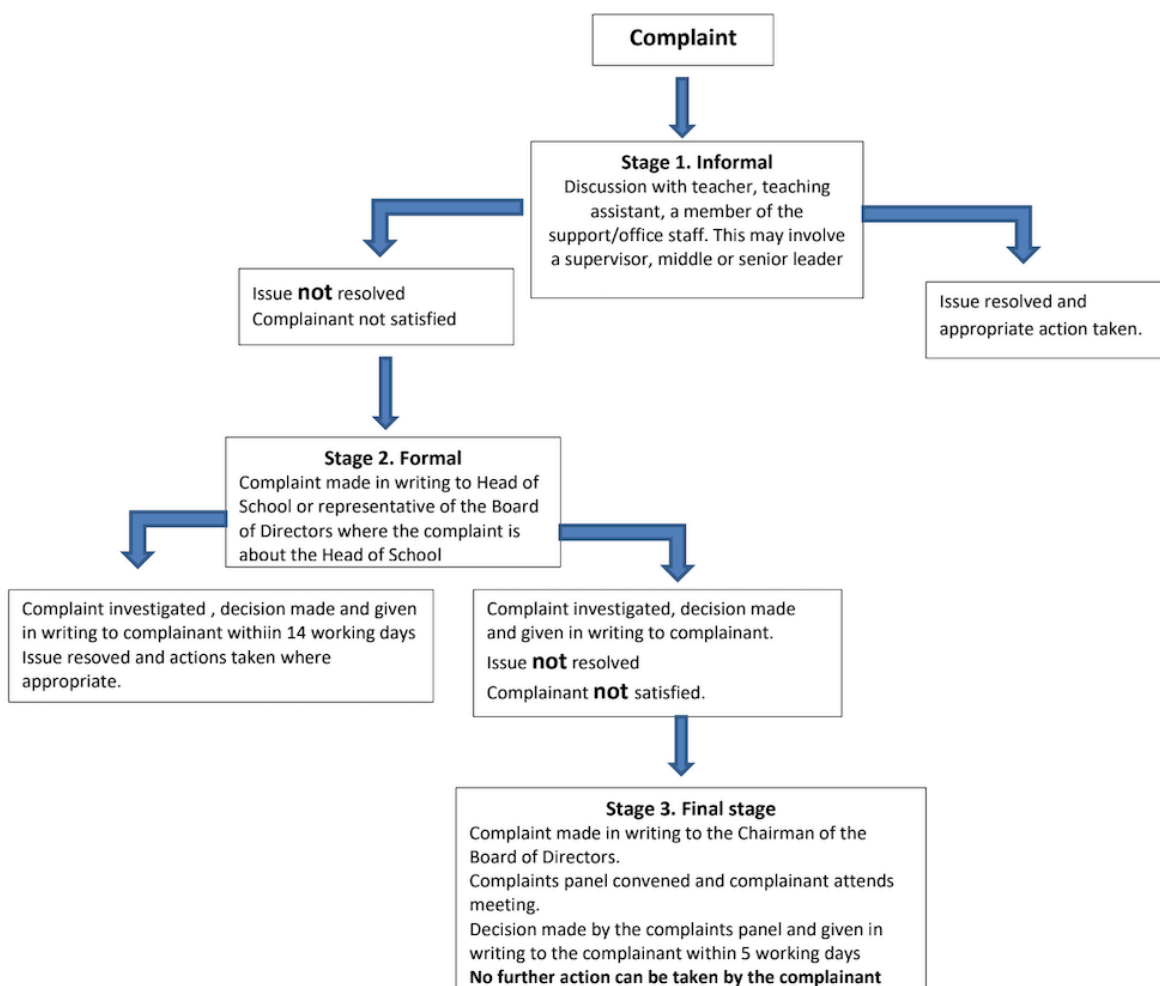 Complaint
Stage 1. Informal
Discussion with teacher, teaching
assistant, a member of the
support/office staff. This may involve
a supervisor, middle or senior leader
Issue not resolved
Complainant not satisfied
Issue resolved and
appropriate action taken.
Stage 2. Formal
Complaint made in writing to Head of
School or representative of the Board
of Directors where the complaint is
about the Head of School
Complaint investigated , decision made and given
in writing to complainant withiin 14 working days
Issue resoved and actions taken where
appropriate.
Complaint investigated, decision made
and given in writing to complainant.
Issue not resolved
Complainant not satisfied.
Stage 3. Final stage
Complaint made in writing to the Chairman of the
Board of Directors.
Complaints panel convened and complainant attends
meeting.
Decision made by the complaints panel and given in
writing to the complainant within 5 working days
No further action can be taken by the complainant